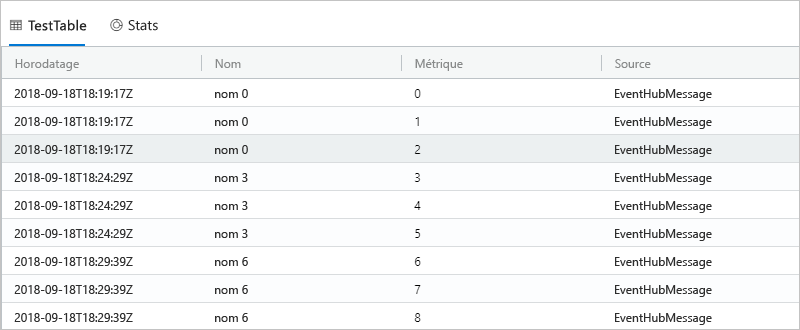 TestTable Stats
Horodatage Nom Métrique Source
2018-09-18T18:19:17Z nom 0 0 EventHubMessage
2018-09-18T18:19:17Z nom 0 1 EventHubMessage
2018-09-18T18:19:17Z nom 0 2 EventHubMessage
2018-09-18T18:24:29Z nom 3 3 EventHubMessage
2018-09-18T18:24:29Z nom 3 4 EventHubMessage
2018-09-18T18:24:29Z nom 3 5 EventHubMessage
2018-09-18T18:29:39Z nom 6 6 EventHubMessage
2018-09-18T18:29:39Z nom 6 7 EventHubMessage
2018-09-18T18:29:39Z nom 6 8 EventHubMessage